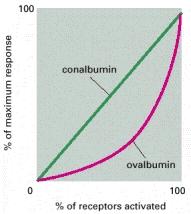 100
% of maximum response
conalbumin
ovalbumin
0
100
% of receptors activated